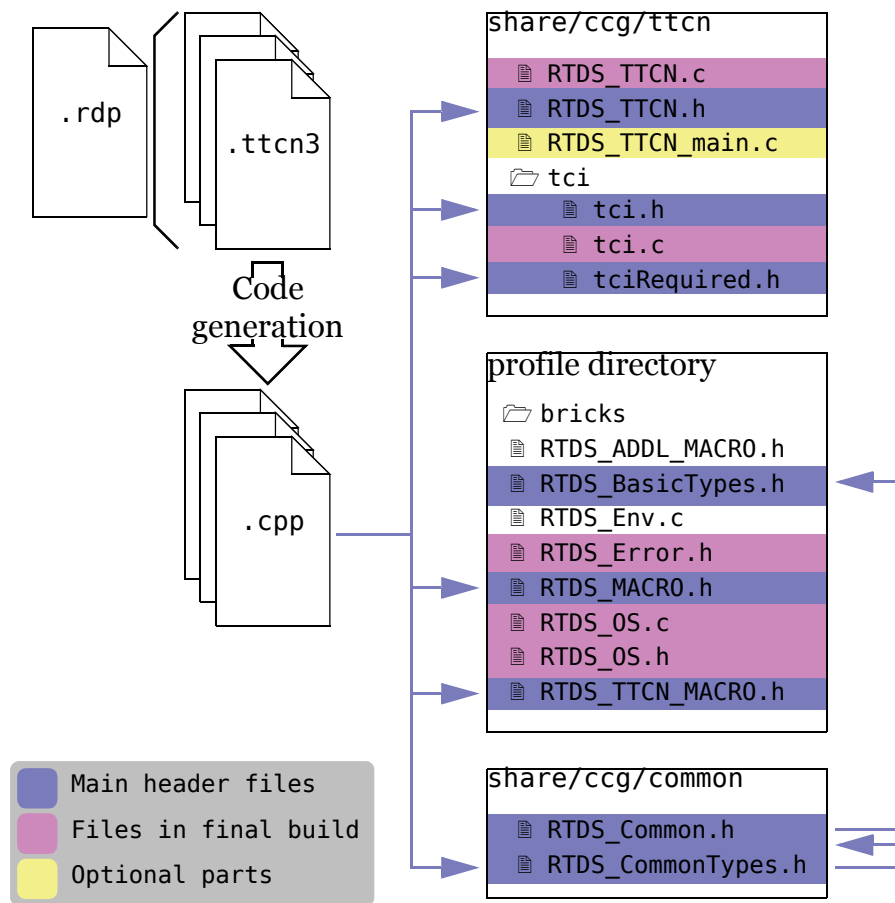 .rdp
.ttcn3
Code
generation
.cpp
share/ccg/ttcn
RTDS_TTCN.c
RTDS_TTCN.h
RTDS_TTCN_main.c
tci
tci.h
tci.c
tciRequired.h
profile directory
bricks
RTDS_ADDL_MACRO.h
RTDS_BasicTypes.h
RTDS_Env.c
RTDS_Error.h
RTDS_MACRO.h
RTDS_OS.c
RTDS_OS.h
RTDS_TTCN_MACRO.h
share/ccg/common
RTDS_Common.h
RTDS_CommonTypes.h
Main header files
Files in final build
Optional parts